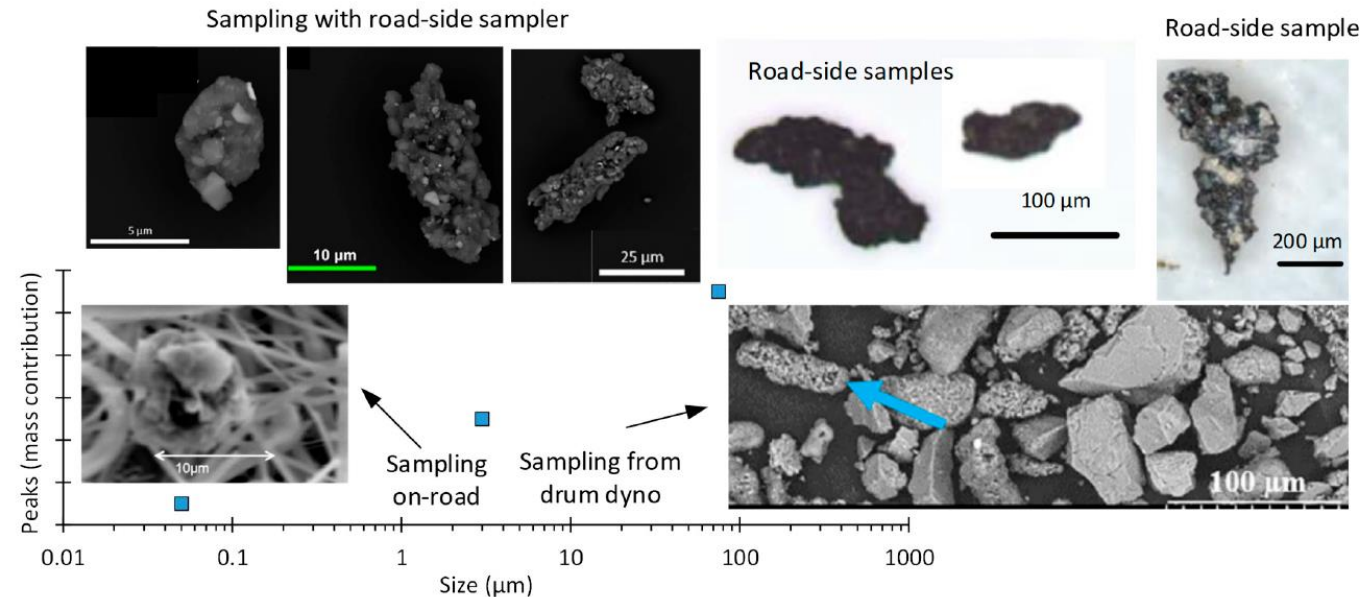 Sampling with road-side sampler
Road-side sample
Road-side samples
5 µm
10 µm
25 µm
100 µm
200 µm
Peaks (mass contribution)
10µm
Sampling
on-road
Sampling from
drum dyno
100 µm
0.01 0.1 1 10 100 1000
Size (µm)